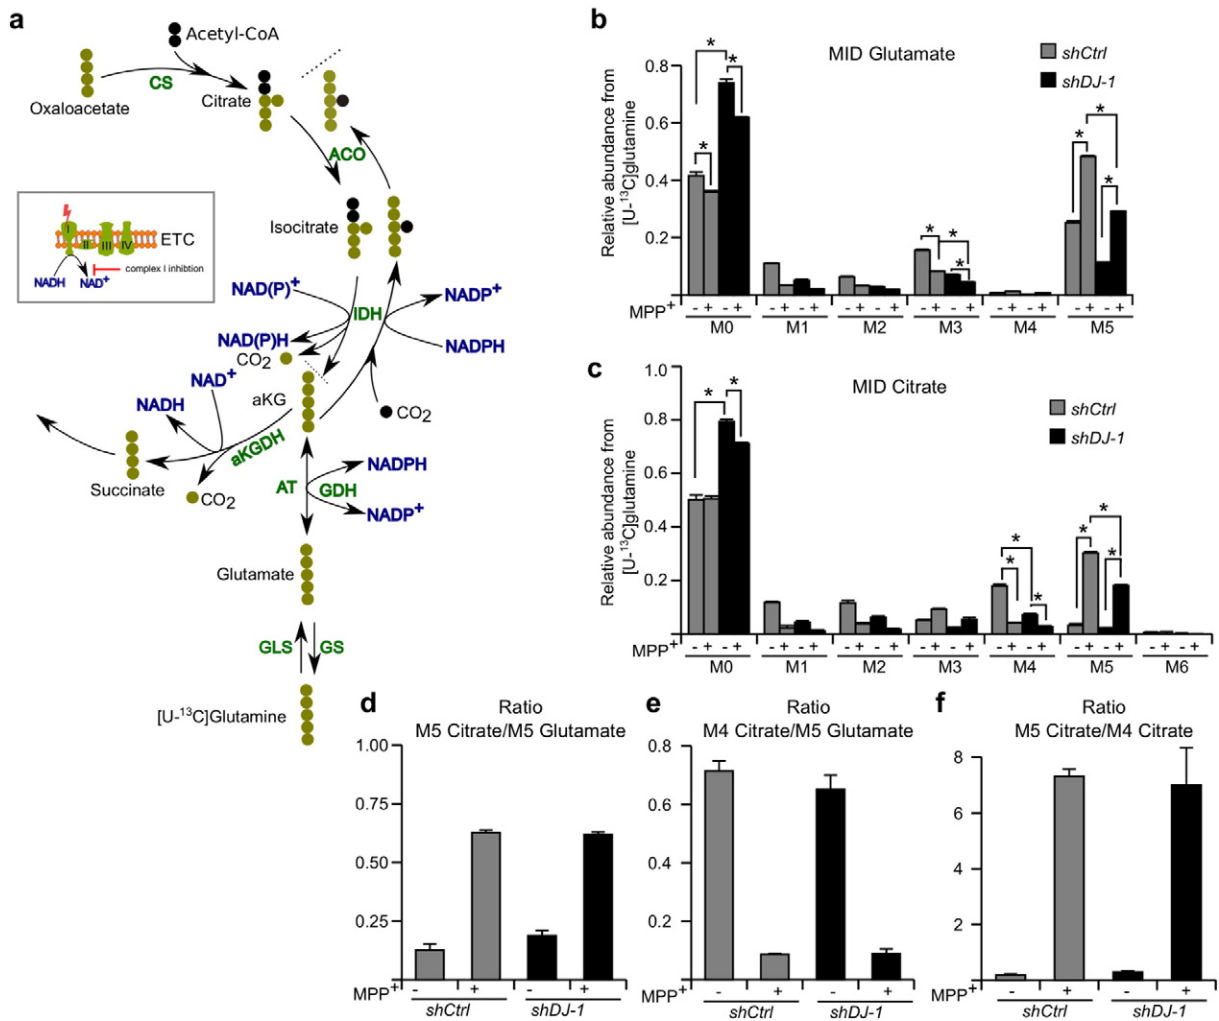 a
Acetyl-CoA
Oxaloacetate
CS
Citrate
ACO
Isocitrate
I
II
III
IV
ETC
NADH
NAD+
complex I inhibtion
NAD(P)+
NADP+
IDH
NAD(P)H
NADPH
CO2
NAD+
NADH
aKG
CO2
aKGDH
Succinate
CO2
NADPH
AT
GDH
NADP+
Glutamate
GLS
GS
[U-13C]Glutamine
b
MID Glutamate
shCtrl
shDJ-1
Relative abundance from
[U-13C]glutamine
0.8
0.6
0.4
0.2
* * * * * * * * * *
MPP+
- + - + - + - + - + - + - + - + - + - + - + - +
M0 M1 M2 M3 M4 M5
c
MID Citrate
shCtrl
shDJ-1
Relative abundance from
[U-13C]glutamine
1.0
0.8
0.6
0.4
0.2
* * * * * * * *
MPP+
- + - + - + - + - + - + - + - + - + - + - + - + - + - +
M0 M1 M2 M3 M4 M5 M6
d
Ratio
M5 Citrate/M5 Glutamate
1.00
0.75
0.50
0.25
MPP+ - + - +
shCtrl shDJ-1
e
Ratio
M4 Citrate/M5 Glutamate
0.8
0.6
0.4
0.2
MPP+ - + - +
shCtrl shDJ-1
f
Ratio
M5 Citrate/M4 Citrate
8
6
4
2
MPP+ - + - +
shCtrl shDJ-1